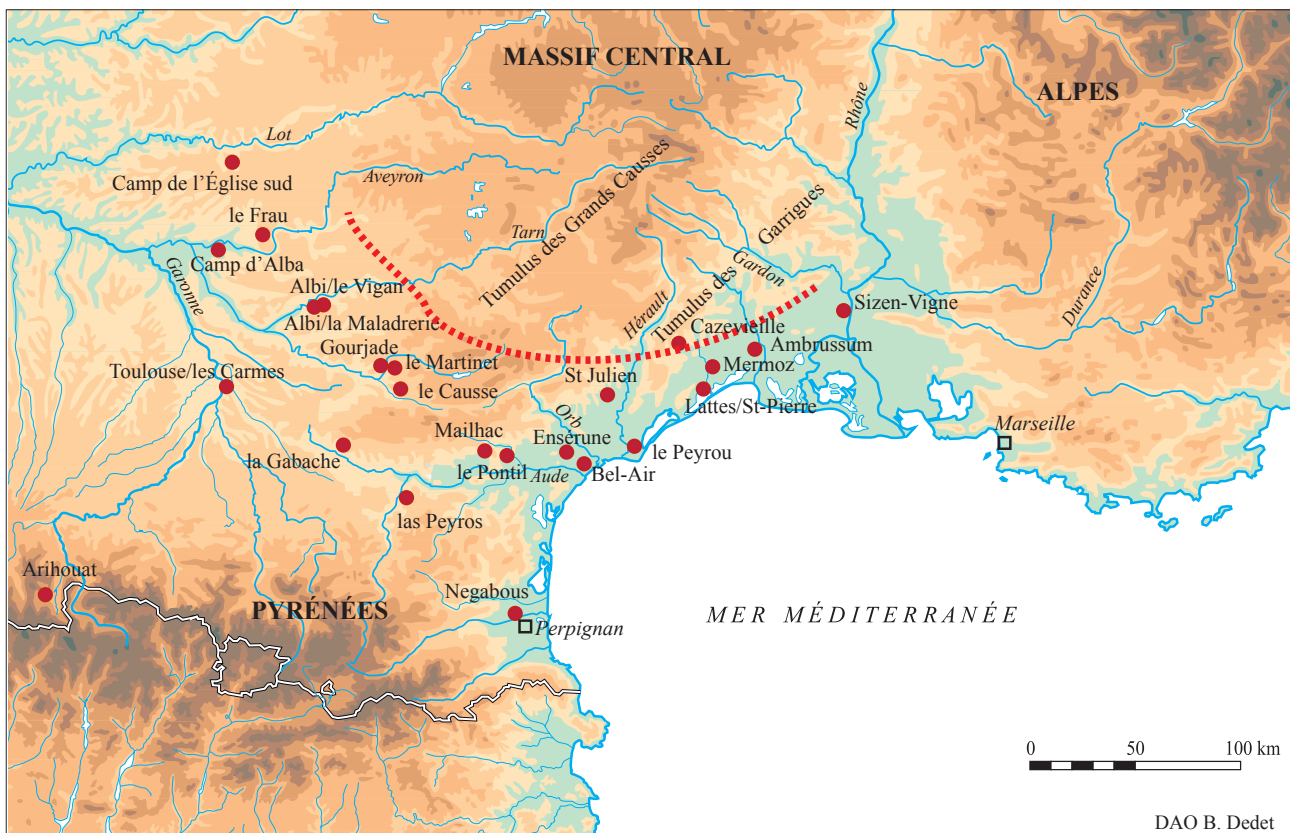 MASSIF CENTRAL
ALPES
Rhône
Lot
Camp de l'Église sud
Aveyron
le Frau
Tarn
Tumulus des Grands Causses
Garrigues
Tumulus des
Gardon
Hérault
Durance
Camp d'Alba
Garonne
Albi/le Vigan
Albi/la Maladrerie
Gourjade
le Martinet
Cazevieille
Sizen-Vigne
Ambrussum
Mermoz
Toulouse/les Carmes
le Causse
St Julien
Lattes/St-Pierre
Orb
Mailhac
Ensérune
le Peyrou
Marseille
la Gabache
le Pontil
Aude
Bel-Air
las Peyros
Arihouat
Negabous
PYRÉNÉES
Perpignan
MER MÉDITERRANÉE
0 50 100 km
DAO B. Dedet